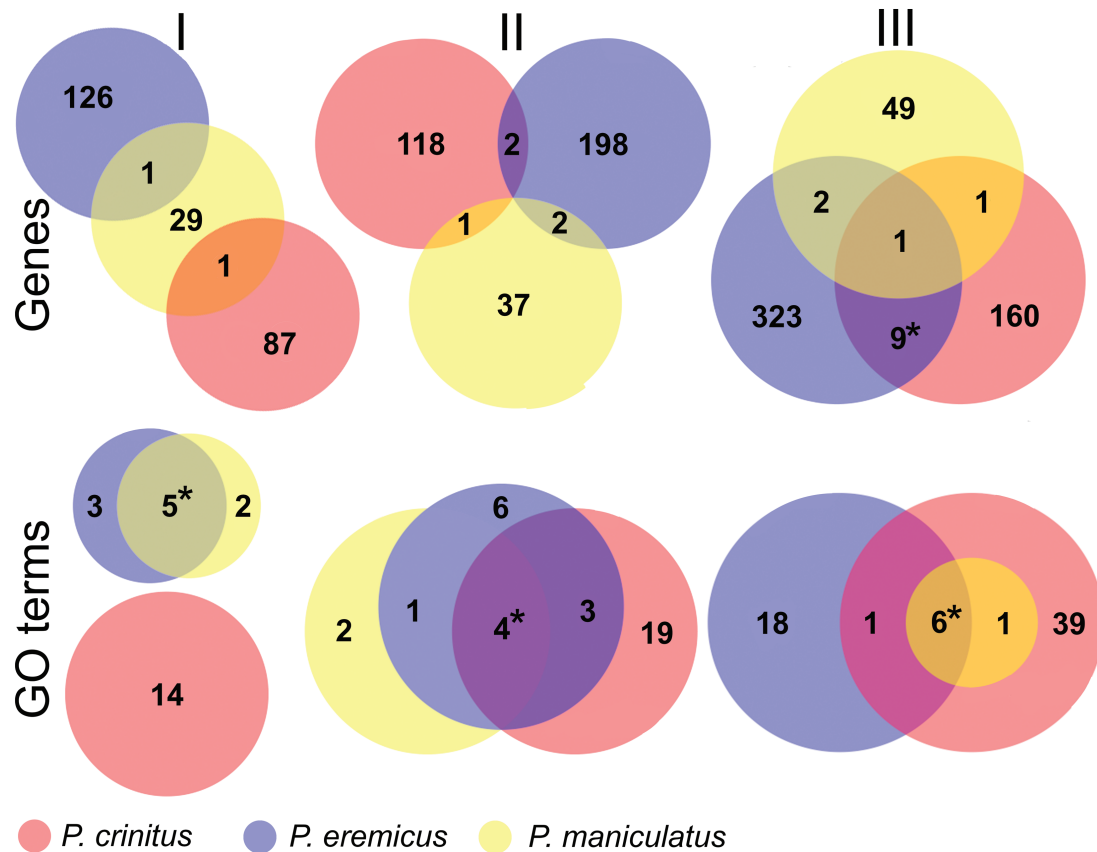 I II III
Genes
126
1
29
1
87
118 2 198
1 2
37
49
2 1
1
323 9* 160
GO terms
3 5* 2
14
6
2 1 4* 3 19
18 1 6* 1 39
P. crinitus P. eremicus P. maniculatus